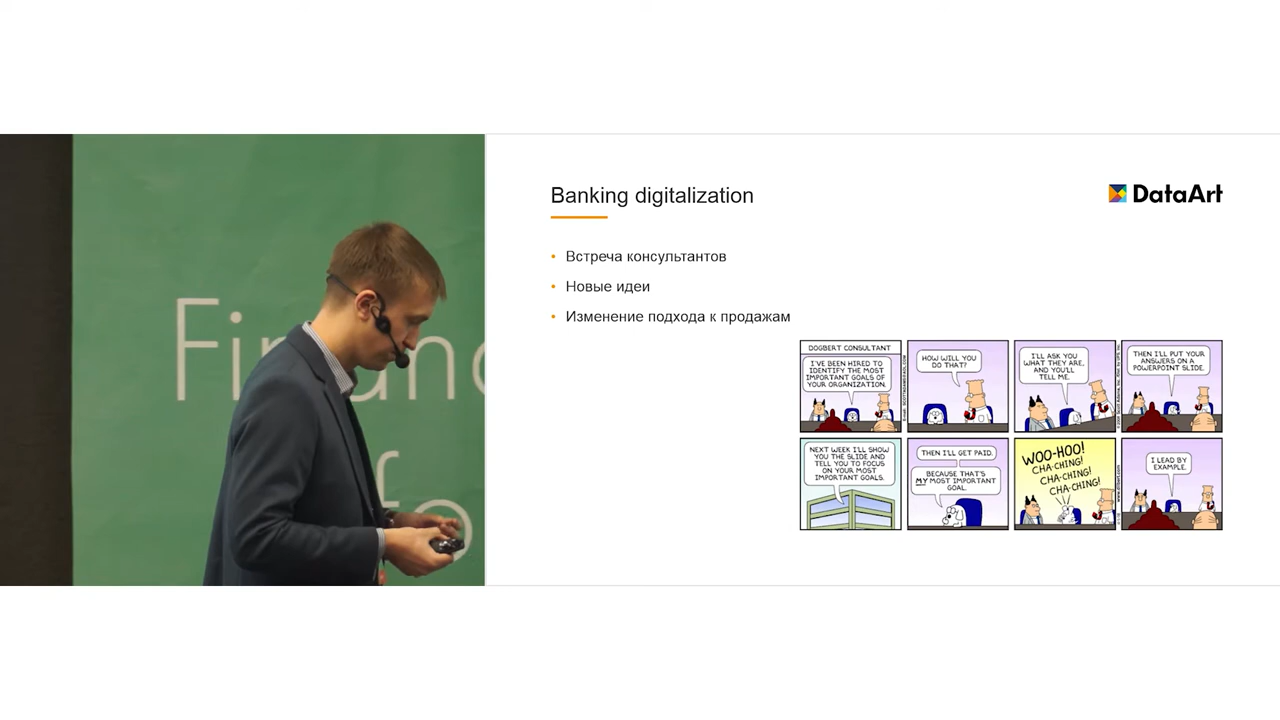 Financ
fo
Banking digitalization
DataArt
• Встреча консультантов
• Новые идеи
• Изменение подхода к продажам
DOGBERT CONSULTANT
I'VE BEEN HIRED TO
IDENTIFY THE MOST
IMPORTANT GOALS OF
YOUR ORGANIZATION.
HOW WILL YOU
DO THAT?
I'LL ASK YOU
WHAT THEY ARE,
AND YOU'LL
TELL ME.
THEN I'LL PUT YOUR
ANSWERS ON A
POWERPOINT SLIDE.
NEXT WEEK I'LL SHOW
YOU THE SLIDE AND
TELL YOU TO FOCUS
ON YOUR MOST
IMPORTANT GOALS.
THEN I'LL GET PAID.
BECAUSE THAT'S
MY MOST IMPORTANT
GOAL.
WOO-HOO!
CHA-CHING!
CHA-CHING!
CHA-CHING!
I LEAD BY
EXAMPLE.